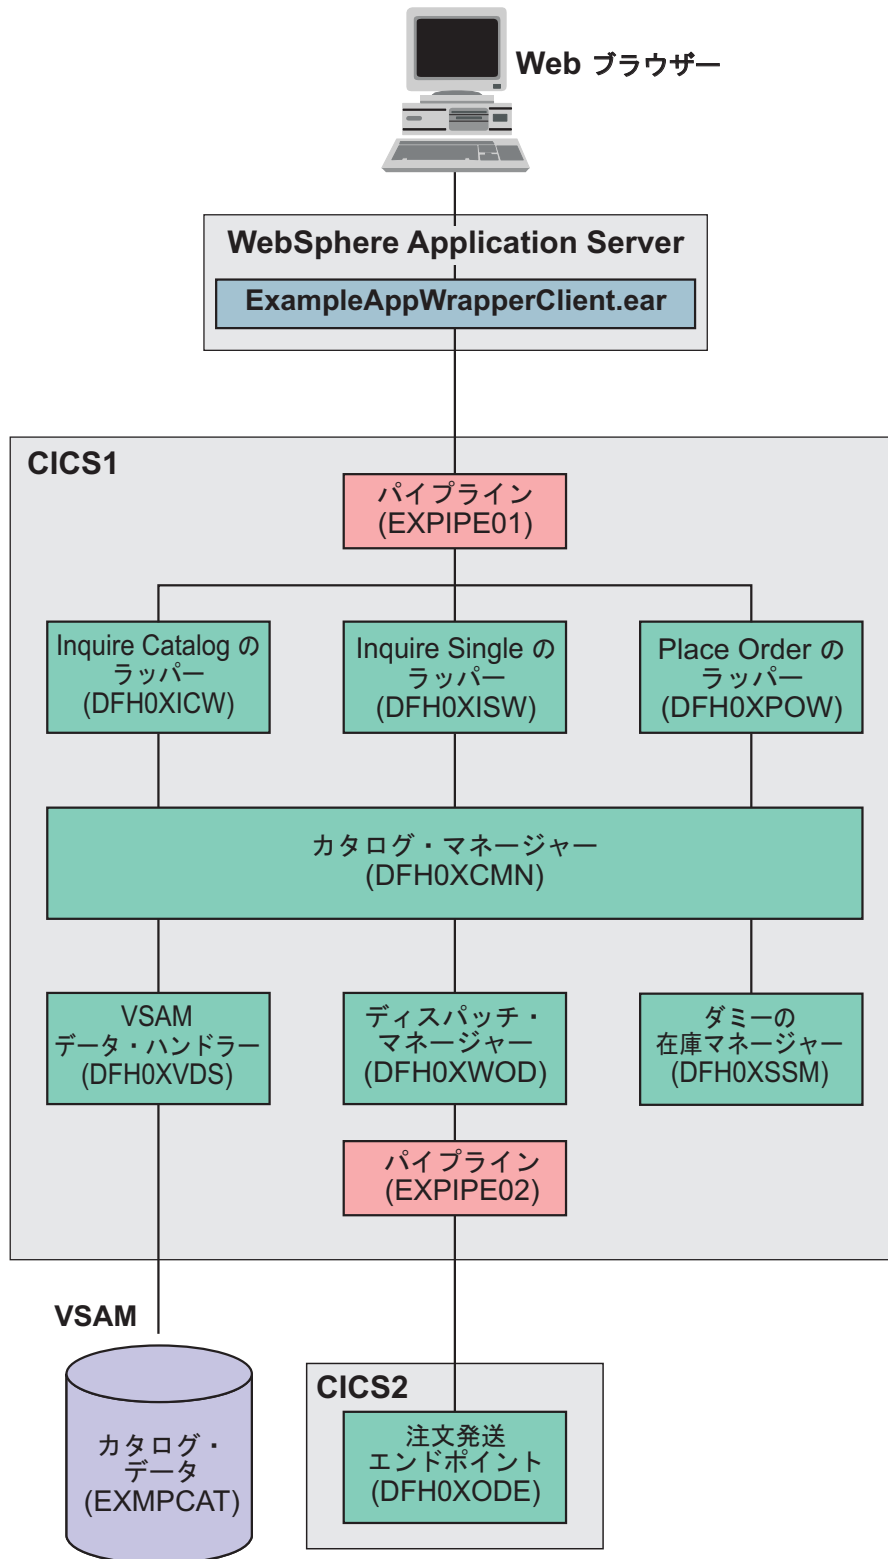 Web ブラウザー
WebSphere Application Server
ExampleAppWrapperClient.ear
CICS1
パイプライン
(EXPIPE01)
Inquire Catalog の
ラッパー
(DFH0XICW)
Inquire Single の
ラッパー
(DFH0XISW)
Place Order の
ラッパー
(DFH0XPOW)
カタログ・マネージャー
(DFH0XCMN)
VSAM
データ・ハンドラー
(DFH0XVDS)
ディスパッチ・
マネージャー
(DFH0XWOD)
ダミーの
在庫マネージャー
(DFH0XSSM)
パイプライン
(EXPIPE02)
VSAM
カタログ・
データ
(EXMPCAT)
CICS2
注文発送
エンドポイント
(DFH0XODE)